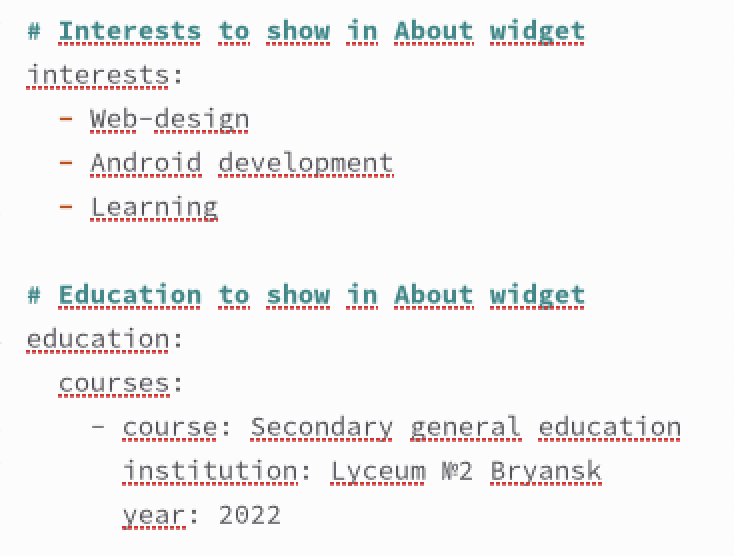 # Interests to show in About widget
interests:
  - Web-design
  - Android development
  - Learning

# Education to show in About widget
education:
  courses:
    - course: Secondary general education
      institution: Lyceum №2 Bryansk
      year: 2022